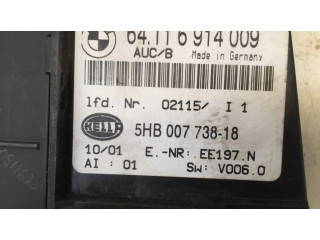 64.11 6 914 009
AUC/B Made in Germany
lfd. Nr. 02115/ I 1
HELLA 5HB 007 738-18
10/01 E.-NR: EE197.N
AI : 01 SW: V006.0